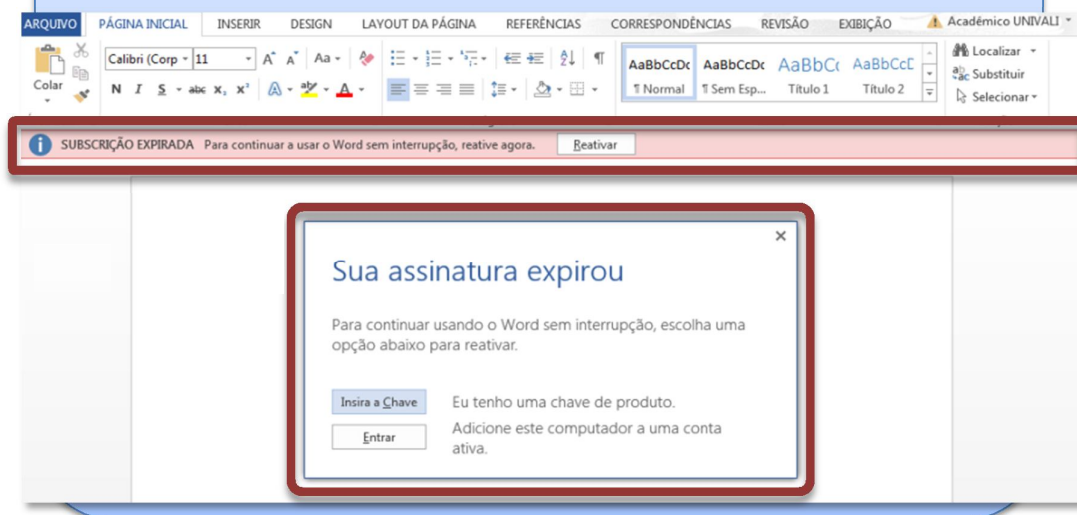 ARQUIVO PÁGINA INICIAL INSERIR DESIGN LAYOUT DA PÁGINA REFERÊNCIAS CORRESPONDÊNCIAS REVISÃO EXIBIÇÃO Acadêmico UNIVALI
Calibri (Corp 11 Aa AaBbCcDc AaBbCcDc AaBbCc AaBbCcD Localizar
Colar N I S abc X₂ X² A ab A ¶ Normal ¶ Sem Esp... Título 1 Título 2 Substituir
Selecionar
SUBSCRIÇÃO EXPIRADA Para continuar a usar o Word sem interrupção, reative agora. Reativar
Sua assinatura expirou
Para continuar usando o Word sem interrupção, escolha uma
opção abaixo para reativar.
Insira a Chave Eu tenho uma chave de produto.
Entrar Adicione este computador a uma conta
ativa.